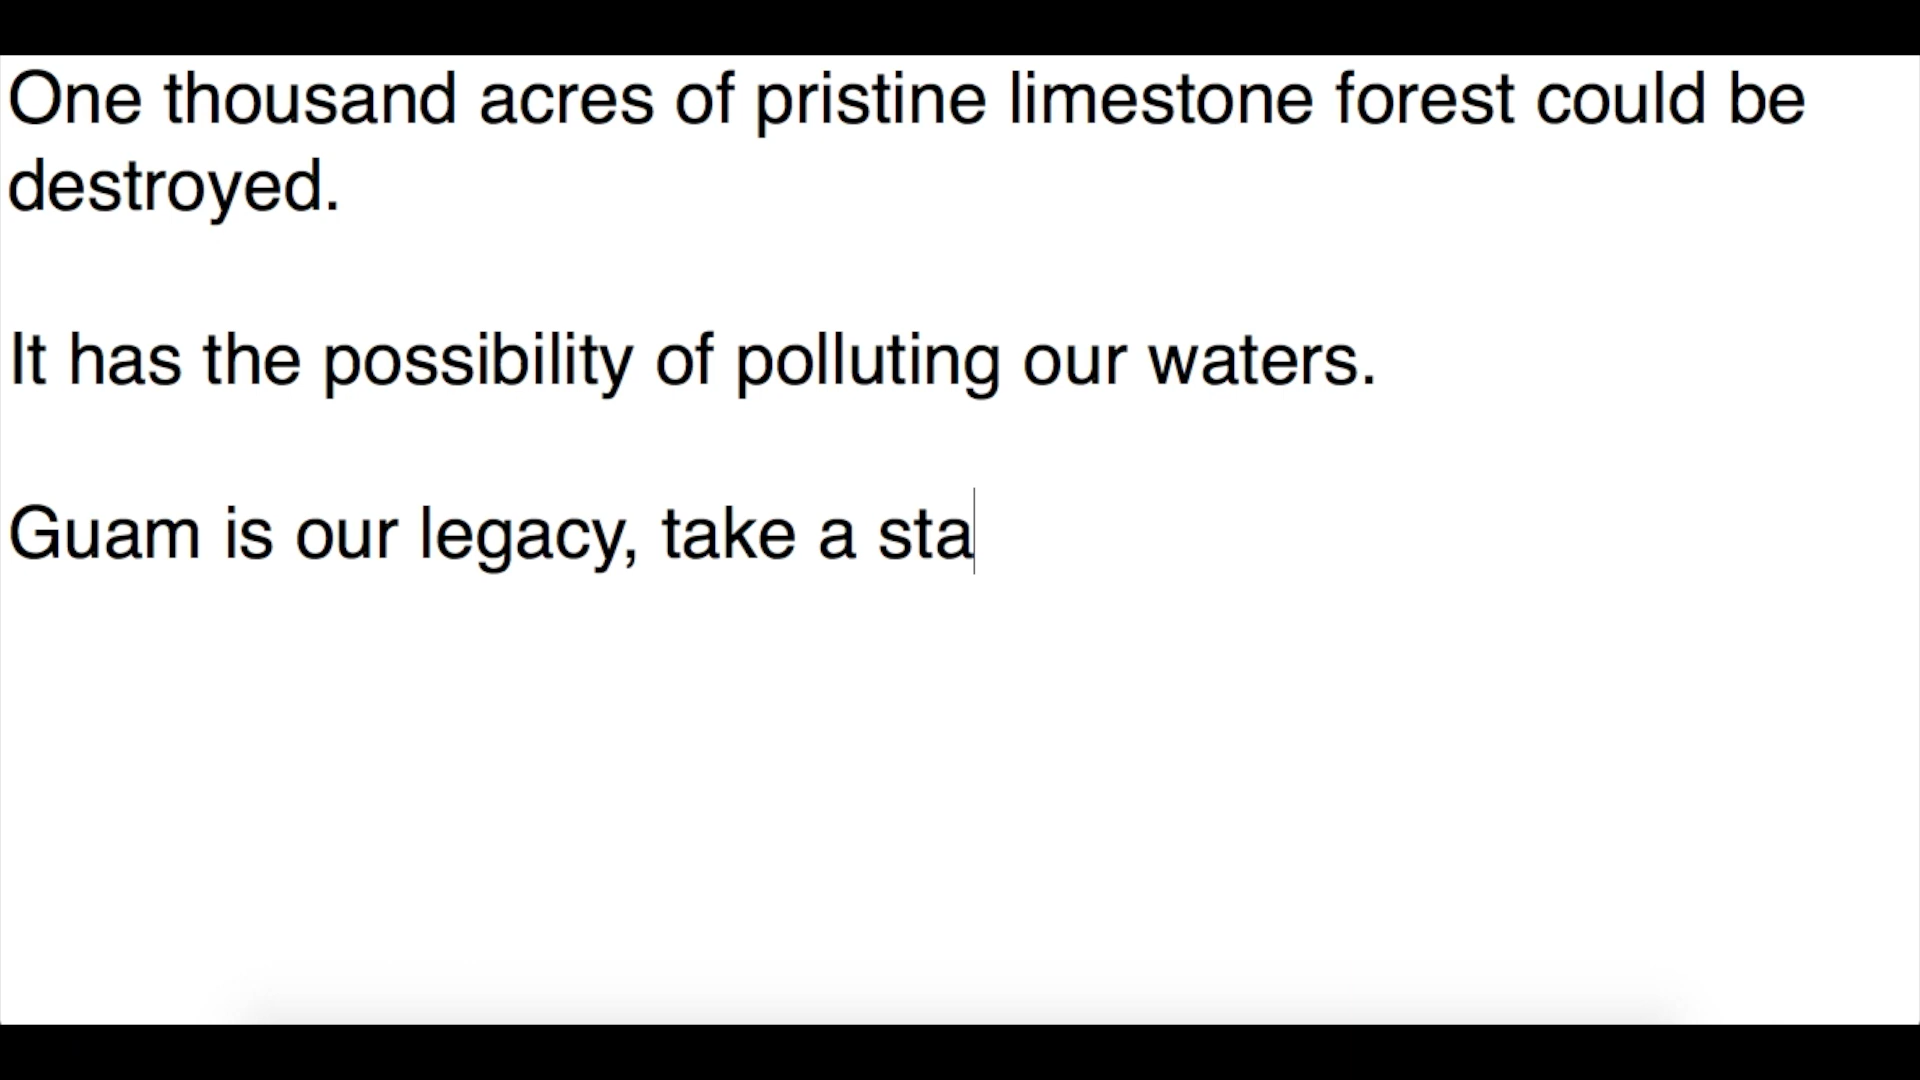 One thousand acres of pristine limestone forest could be
destroyed.
It has the possibility of polluting our waters.
Guam is our legacy, take a sta